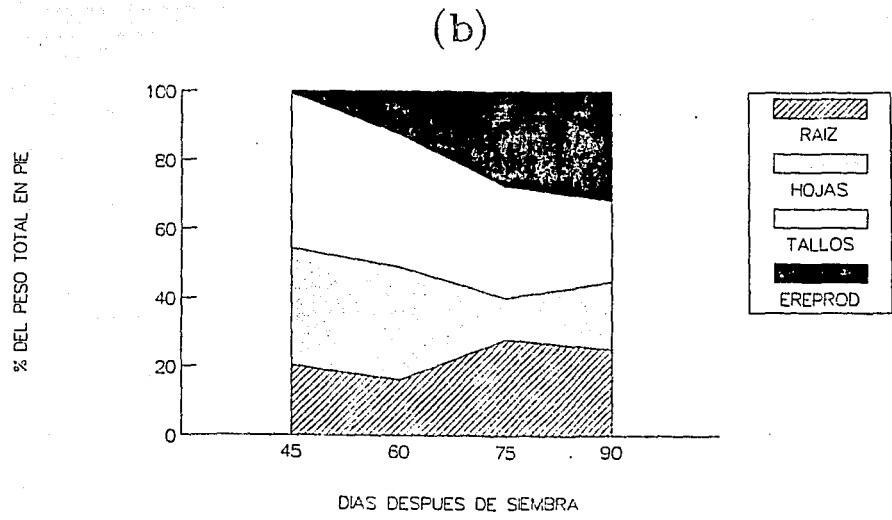 (b)
% DEL PESO TOTAL EN PIE
100
80
60
40
20
0
45 60 75 90
DIAS DESPUES DE SIEMBRA
RAIZ
HOJAS
TALLOS
EREPROD